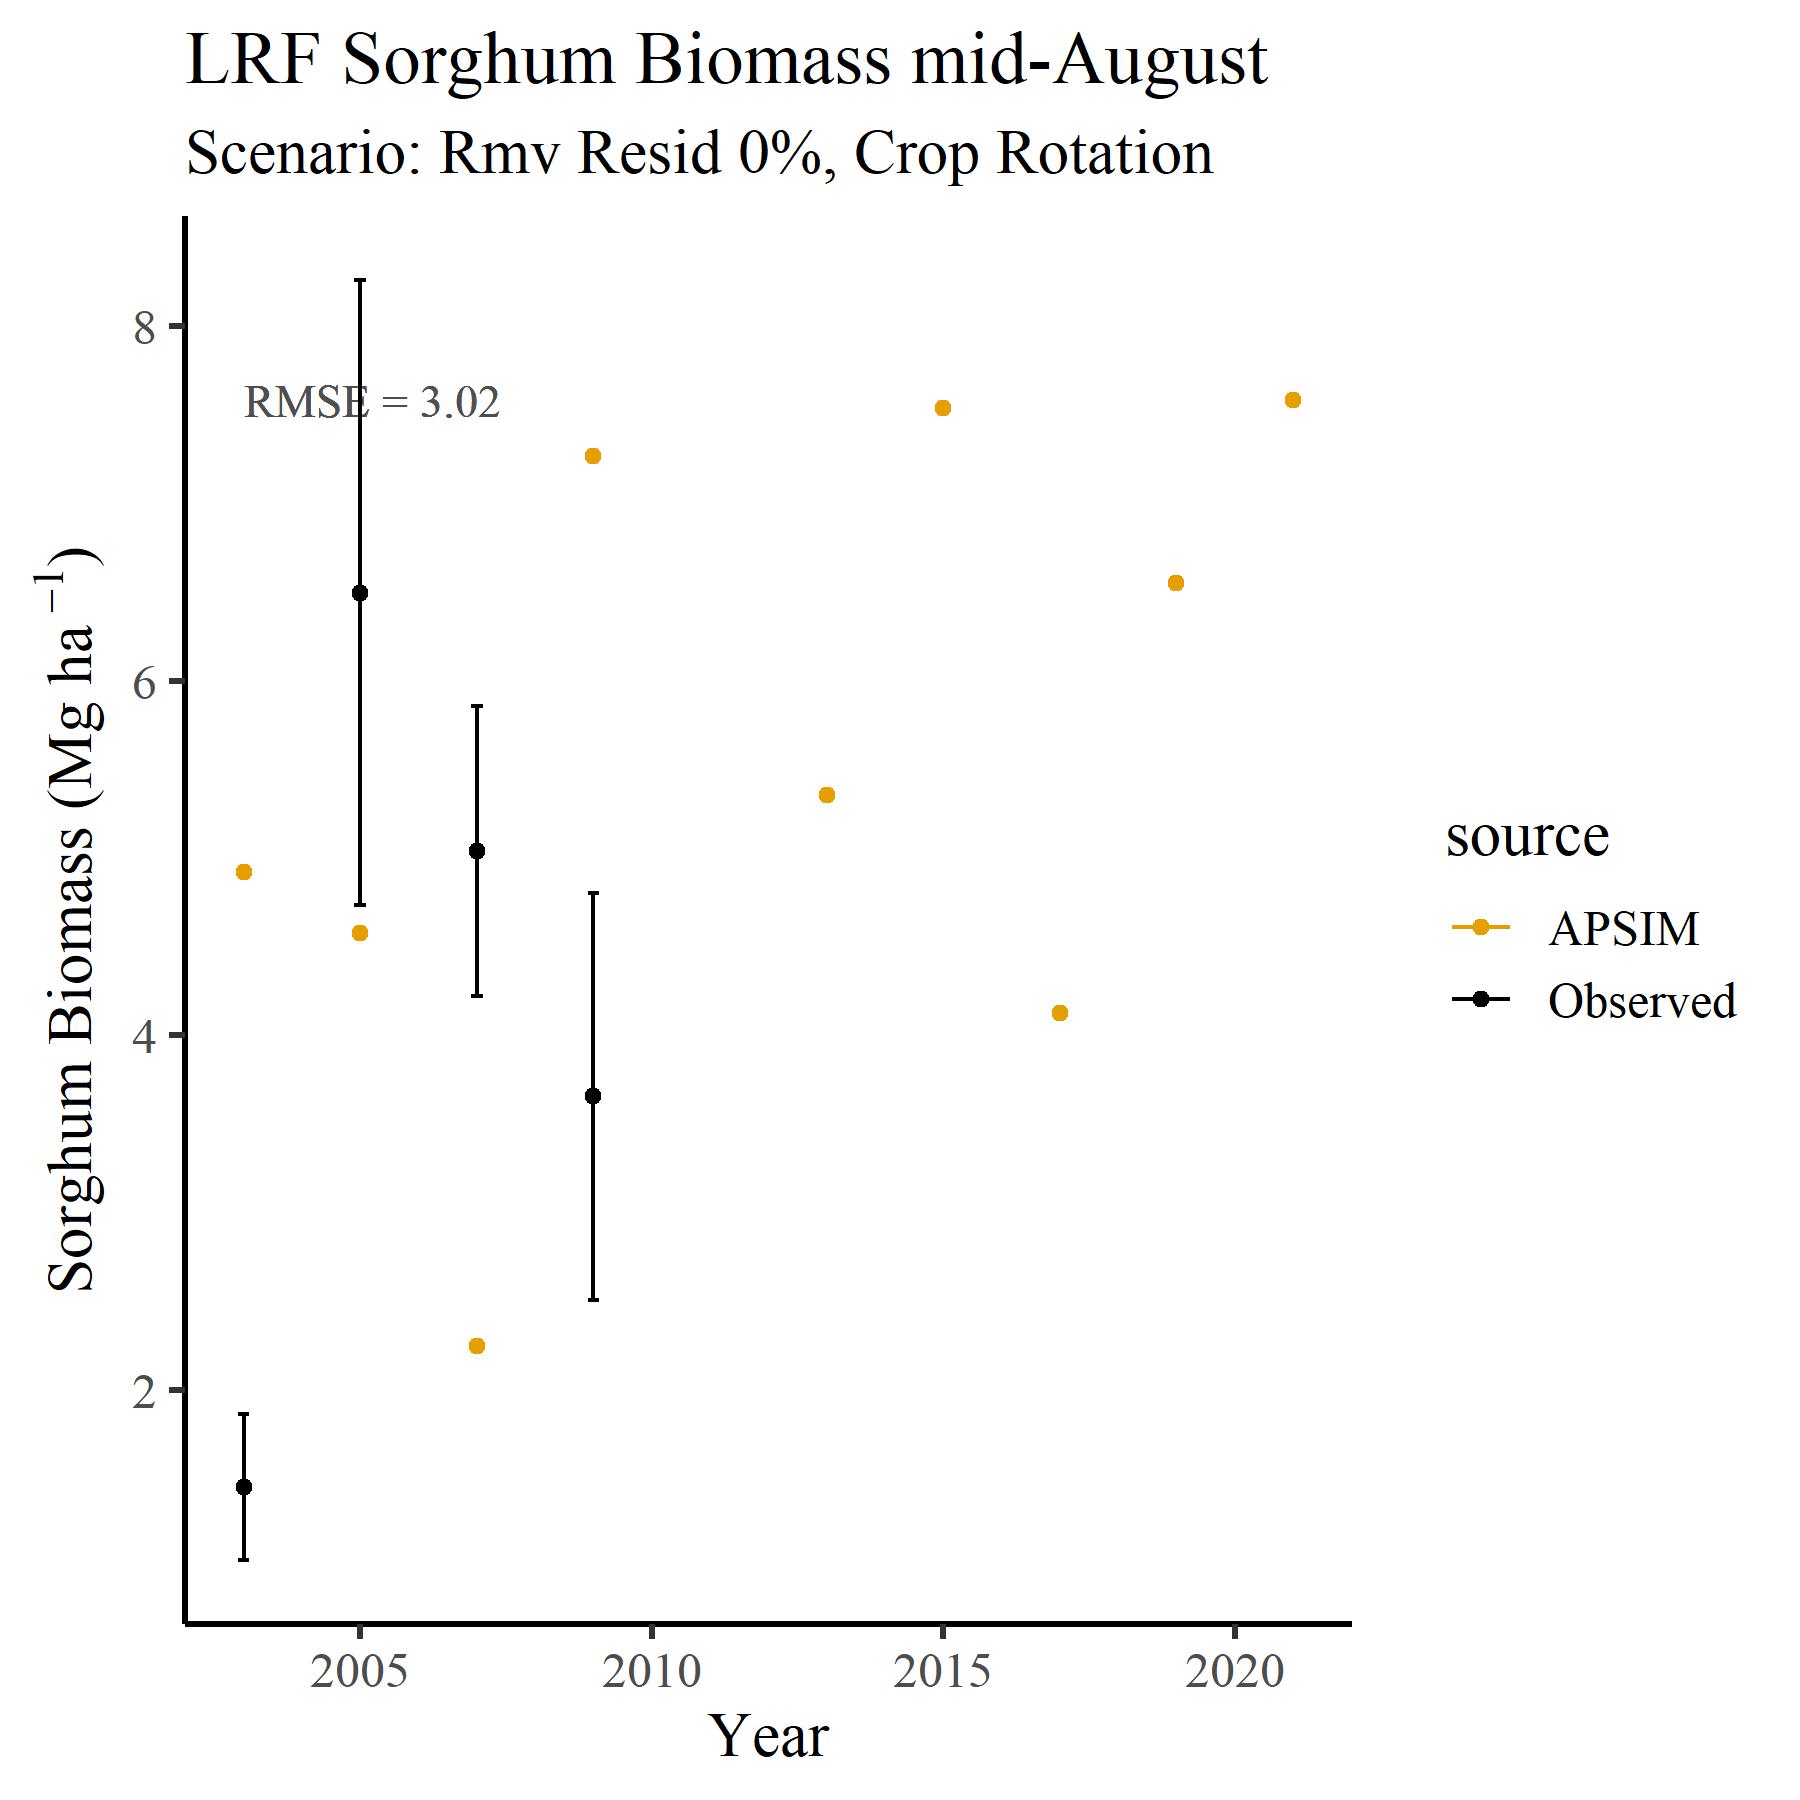 LRF Sorghum Biomass mid-August
Scenario: Rmv Resid 0%, Crop Rotation
Sorghum Biomass (Mg ha −1)
8
6
4
2
RMSE = 3.02
2005
2010
2015
2020
Year
source
APSIM
Observed